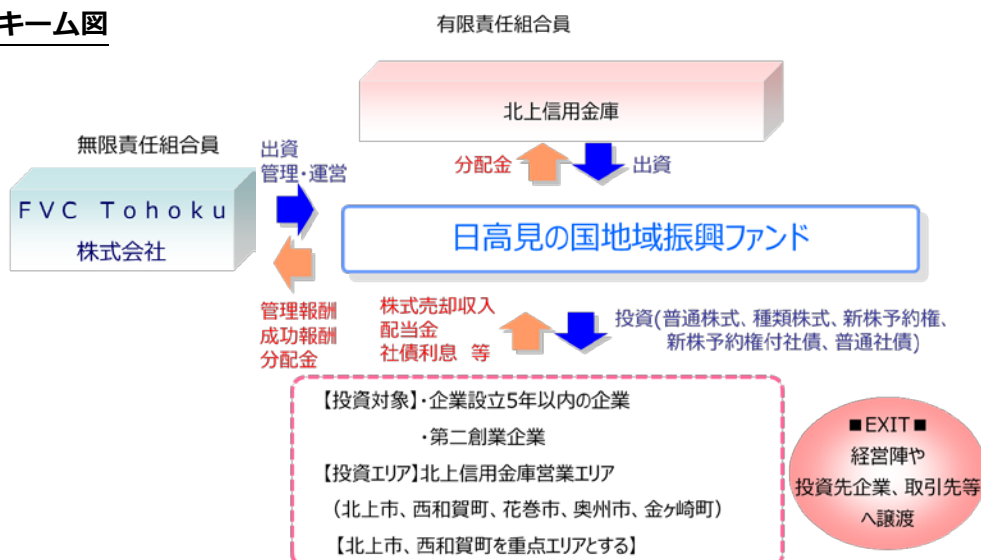 キーム図
有限責任組合員
北上信用金庫
無限責任組合員
出資
管理・運営
分配金
出資
FVC Tohoku
株式会社
日高見の国地域振興ファンド
管理報酬
成功報酬
分配金
株式売却収入
配当金
社債利息 等
投資(普通株式、種類株式、新株予約権、
新株予約権付社債、普通社債)
【投資対象】・企業設立5年以内の企業
・第二創業企業
【投資エリア】北上信用金庫営業エリア
(北上市、西和賀町、花巻市、奥州市、金ヶ崎町)
【北上市、西和賀町を重点エリアとする】
■EXIT■
経営陣や
投資先企業、取引先等
へ譲渡